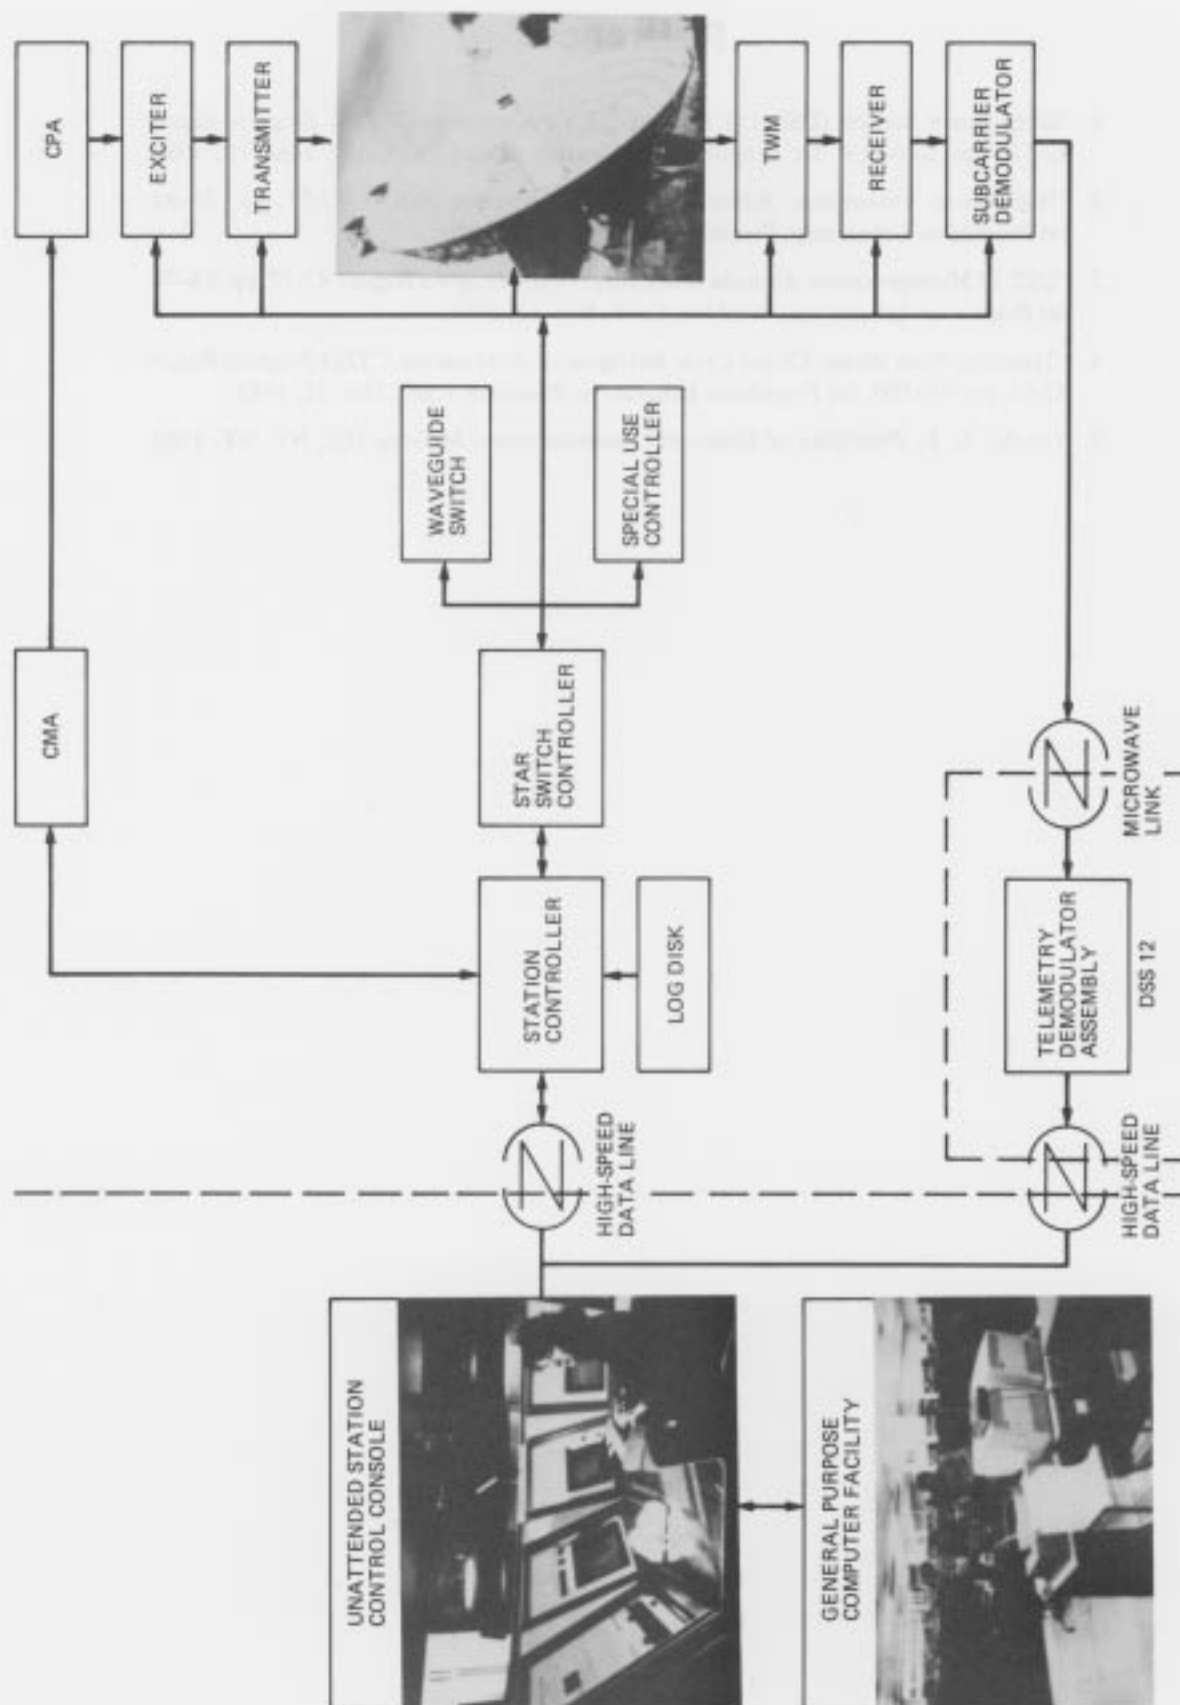 UNATTENDED STATION
CONTROL CONSOLE
GENERAL PURPOSE
COMPUTER FACILITY
HIGH-SPEED
DATA LINE
STATION
CONTROLLER
LOG DISK
STAR
SWITCH
CONTROLLER
CMA
WAVEGUIDE
SWITCH
SPECIAL USE
CONTROLLER
CPA
EXCITER
TRANSMITTER
TWM
RECEIVER
SUBCARRIER
DEMODULATOR
HIGH-SPEED
DATA LINE
TELEMETRY
DEMODULATOR
ASSEMBLY
DSS 12
MICROWAVE
LINK